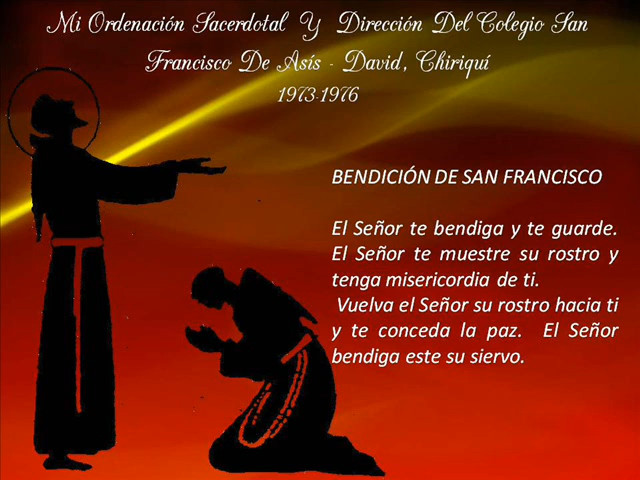 Mi Ordenación Sacerdotal Y Dirección Del Colegio San
Francisco De Asís - David, Chiriquí
1973-1976
BENDICIÓN DE SAN FRANCISCO
El Señor te bendiga y te guarde.
El Señor te muestre su rostro y
tenga misericordia de ti.
Vuelva el Señor su rostro hacia ti
y te conceda la paz. El Señor
bendiga este su siervo.